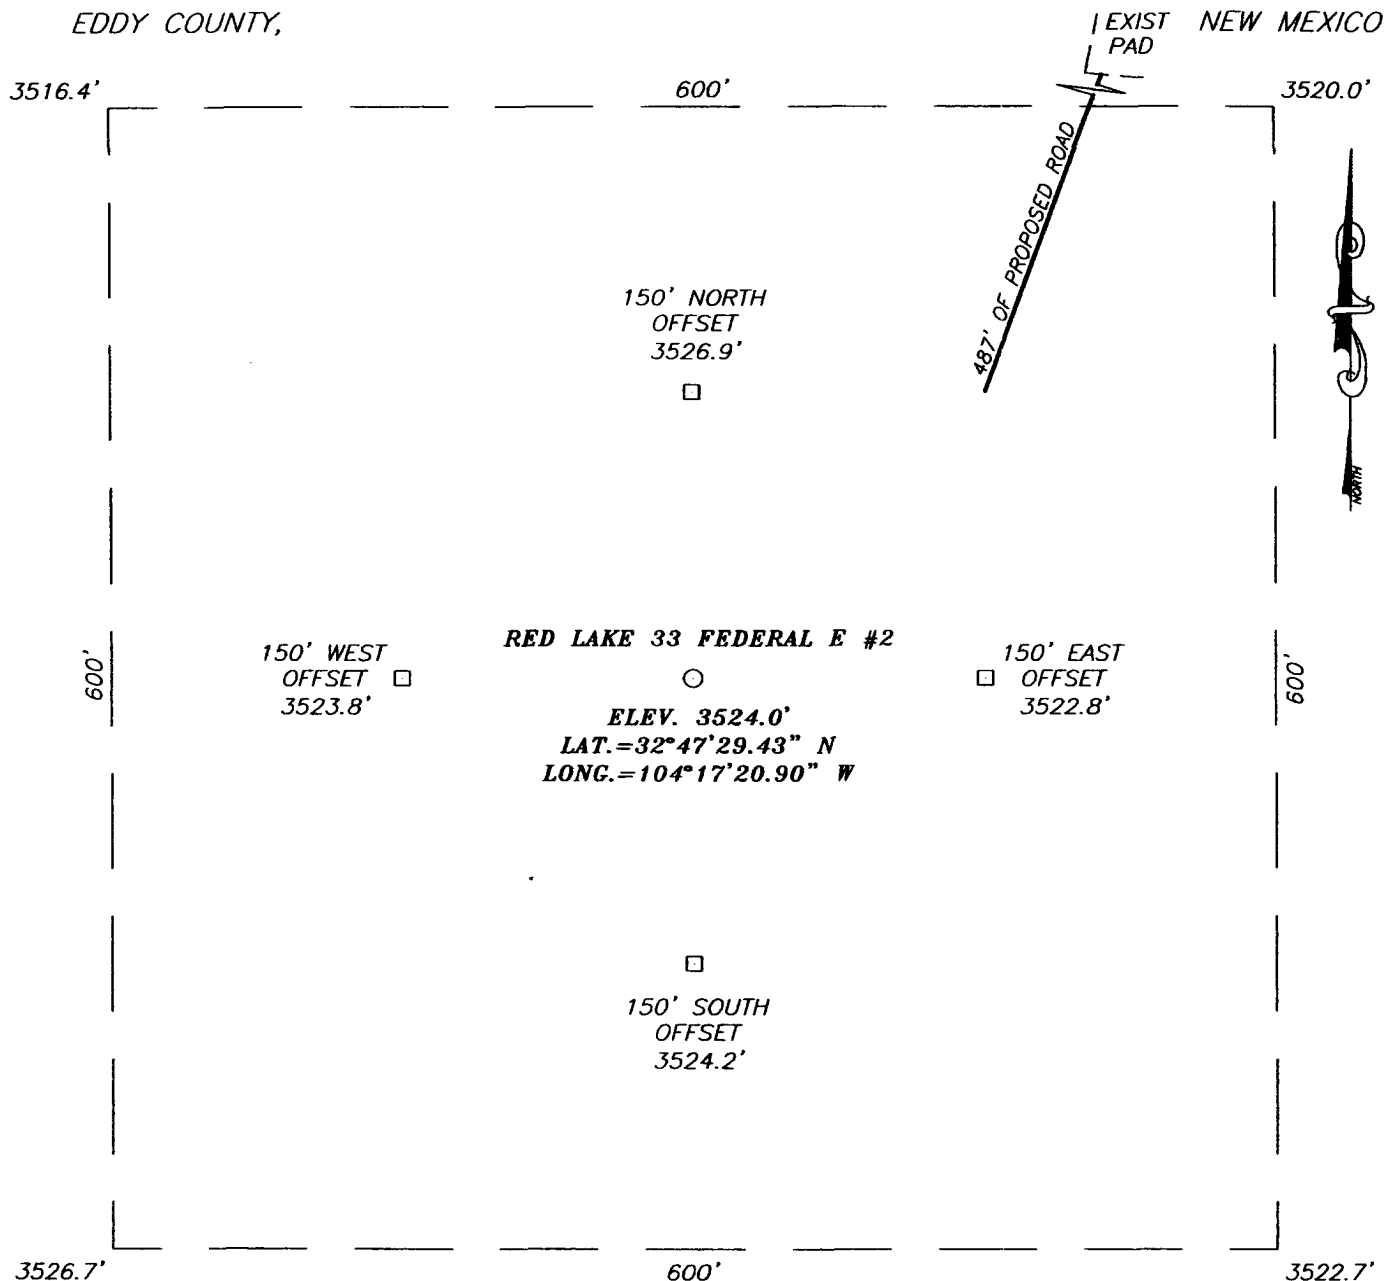 EDDY COUNTY,
EXIST
PAD
NEW MEXICO
3516.4'
600'
3520.0'
487' OF PROPOSED ROAD
150' NORTH
OFFSET
3526.9'
NORTH
600'
150' WEST
OFFSET
3523.8'
RED LAKE 33 FEDERAL E #2
ELEV. 3524.0'
LAT.=32°47'29.43" N
LONG.=104°17'20.90" W
150' EAST
OFFSET
3522.8'
600'
150' SOUTH
OFFSET
3524.2'
3526.7'
600'
3522.7'